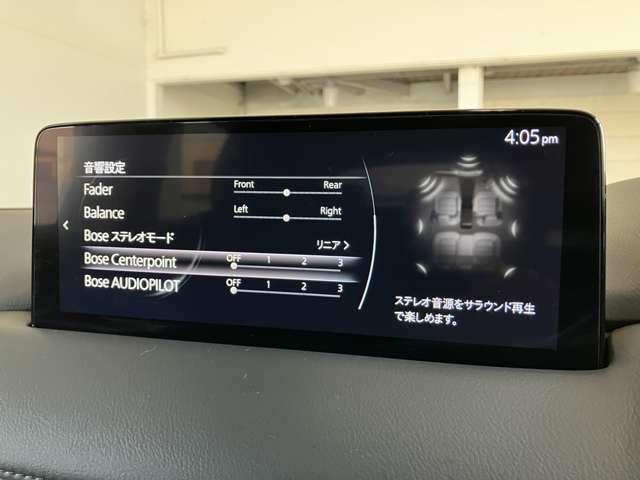 4:05 pm
音響設定
Fader Front Rear
Balance Left Right
Bose ステレオモード リニア
Bose Centerpoint OFF 1 2 3
Bose AUDIOPILOT OFF 1 2 3
ステレオ音源をサラウンド再生
で楽しめます。